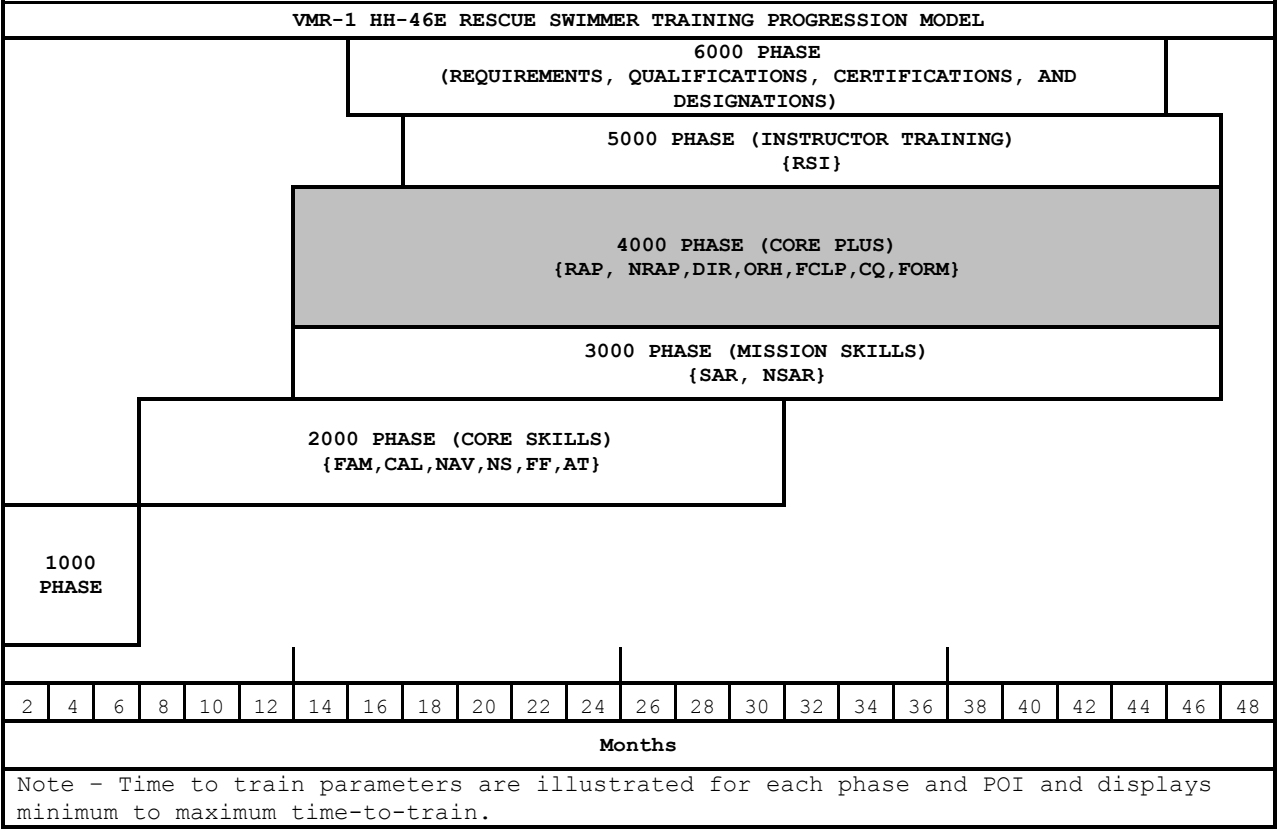 VMR-1 HH-46E RESCUE SWIMMER TRAINING PROGRESSION MODEL
6000 PHASE
(REQUIREMENTS, QUALIFICATIONS, CERTIFICATIONS, AND
DESIGNATIONS)
5000 PHASE (INSTRUCTOR TRAINING)
{RSI}
4000 PHASE (CORE PLUS)
{RAP, NRAP,DIR,ORH,FCLP,CQ,FORM}
3000 PHASE (MISSION SKILLS)
{SAR, NSAR}
2000 PHASE (CORE SKILLS)
{FAM,CAL,NAV,NS,FF,AT}
1000
PHASE
2 4 6 8 10 12 14 16 18 20 22 24 26 28 30 32 34 36 38 40 42 44 46 48
Months
Note – Time to train parameters are illustrated for each phase and POI and displays
minimum to maximum time-to-train.